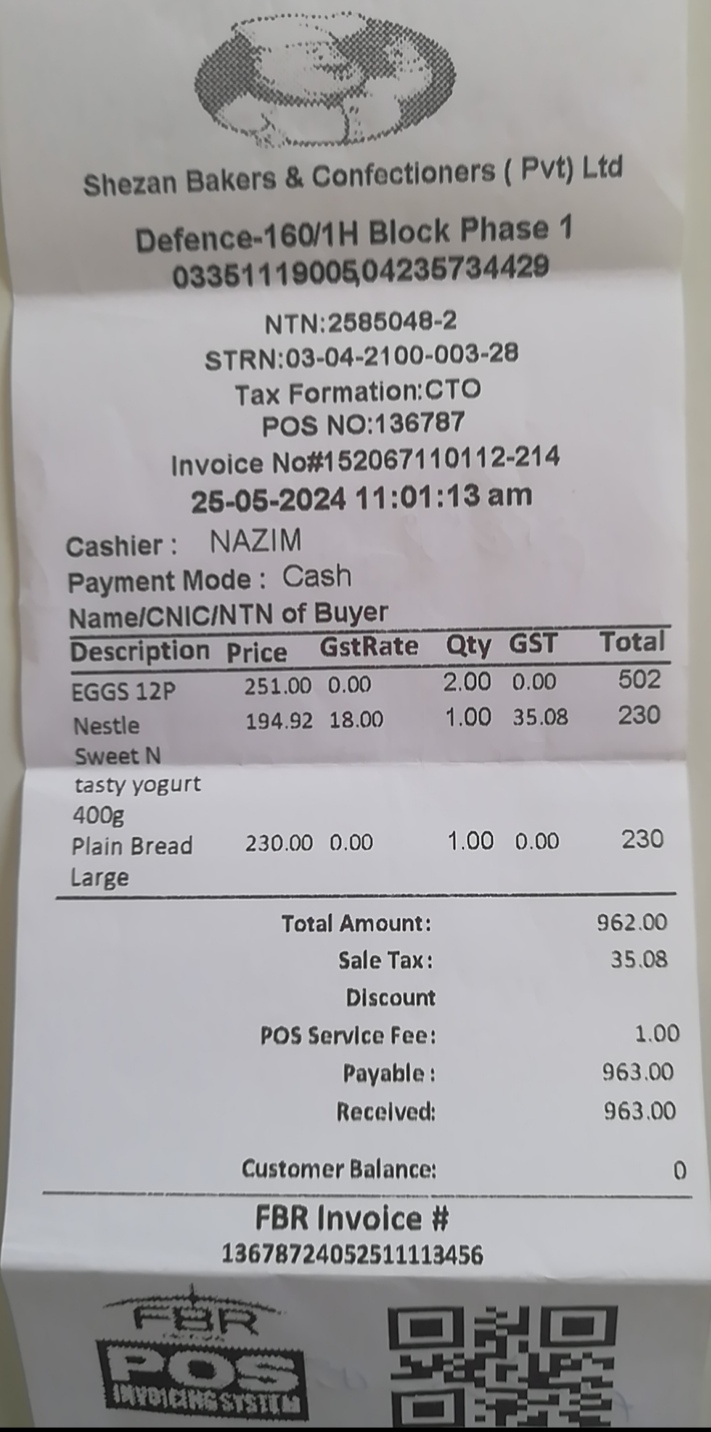 Shezan Bakers & Confectioners ( Pvt) Ltd
Defence-160/1H Block Phase 1
03351119005,04235734429
NTN:2585048-2
STRN:03-04-2100-003-28
Tax Formation:CTO
POS NO:136787
Invoice No#152067110112-214
25-05-2024 11:01:13 am
Cashier : NAZIM
Payment Mode : Cash
Name/CNIC/NTN of Buyer
Description Price GstRate Qty GST Total
EGGS 12P 251.00 0.00 2.00 0.00 502
Nestle 194.92 18.00 1.00 35.08 230
Sweet N
tasty yogurt
400g
Plain Bread 230.00 0.00 1.00 0.00 230
Large
Total Amount: 962.00
Sale Tax: 35.08
Discount
POS Service Fee: 1.00
Payable : 963.00
Received: 963.00
Customer Balance: 0
FBR Invoice #
13678724052511113456
FBR
POS
INVOICING SYSTEM